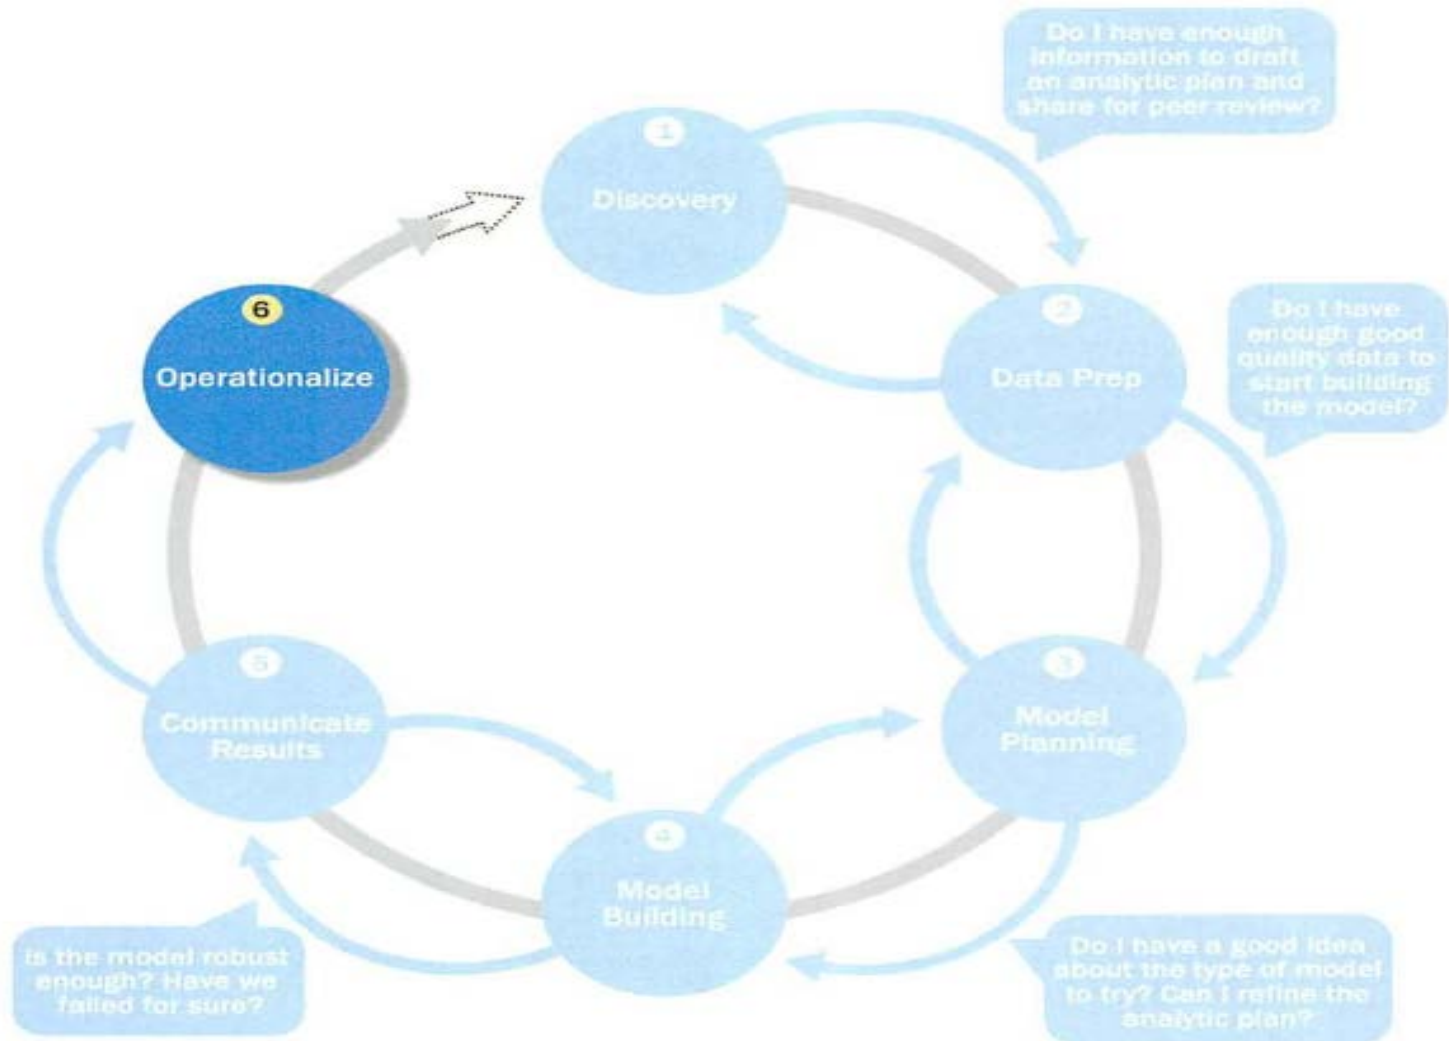 Do I have enough
information to draft
an analytic plan and
share for peer review?
1
Discovery
2
Data Prep
Do I have
enough good
quality data to
start building
the model?
3
Model
Planning
Do I have a good idea
about the type of model
to try? Can I refine the
analytic plan?
4
Model
Building
Is the model robust
enough? Have we
failed for sure?
5
Communicate
Results
6
Operationalize